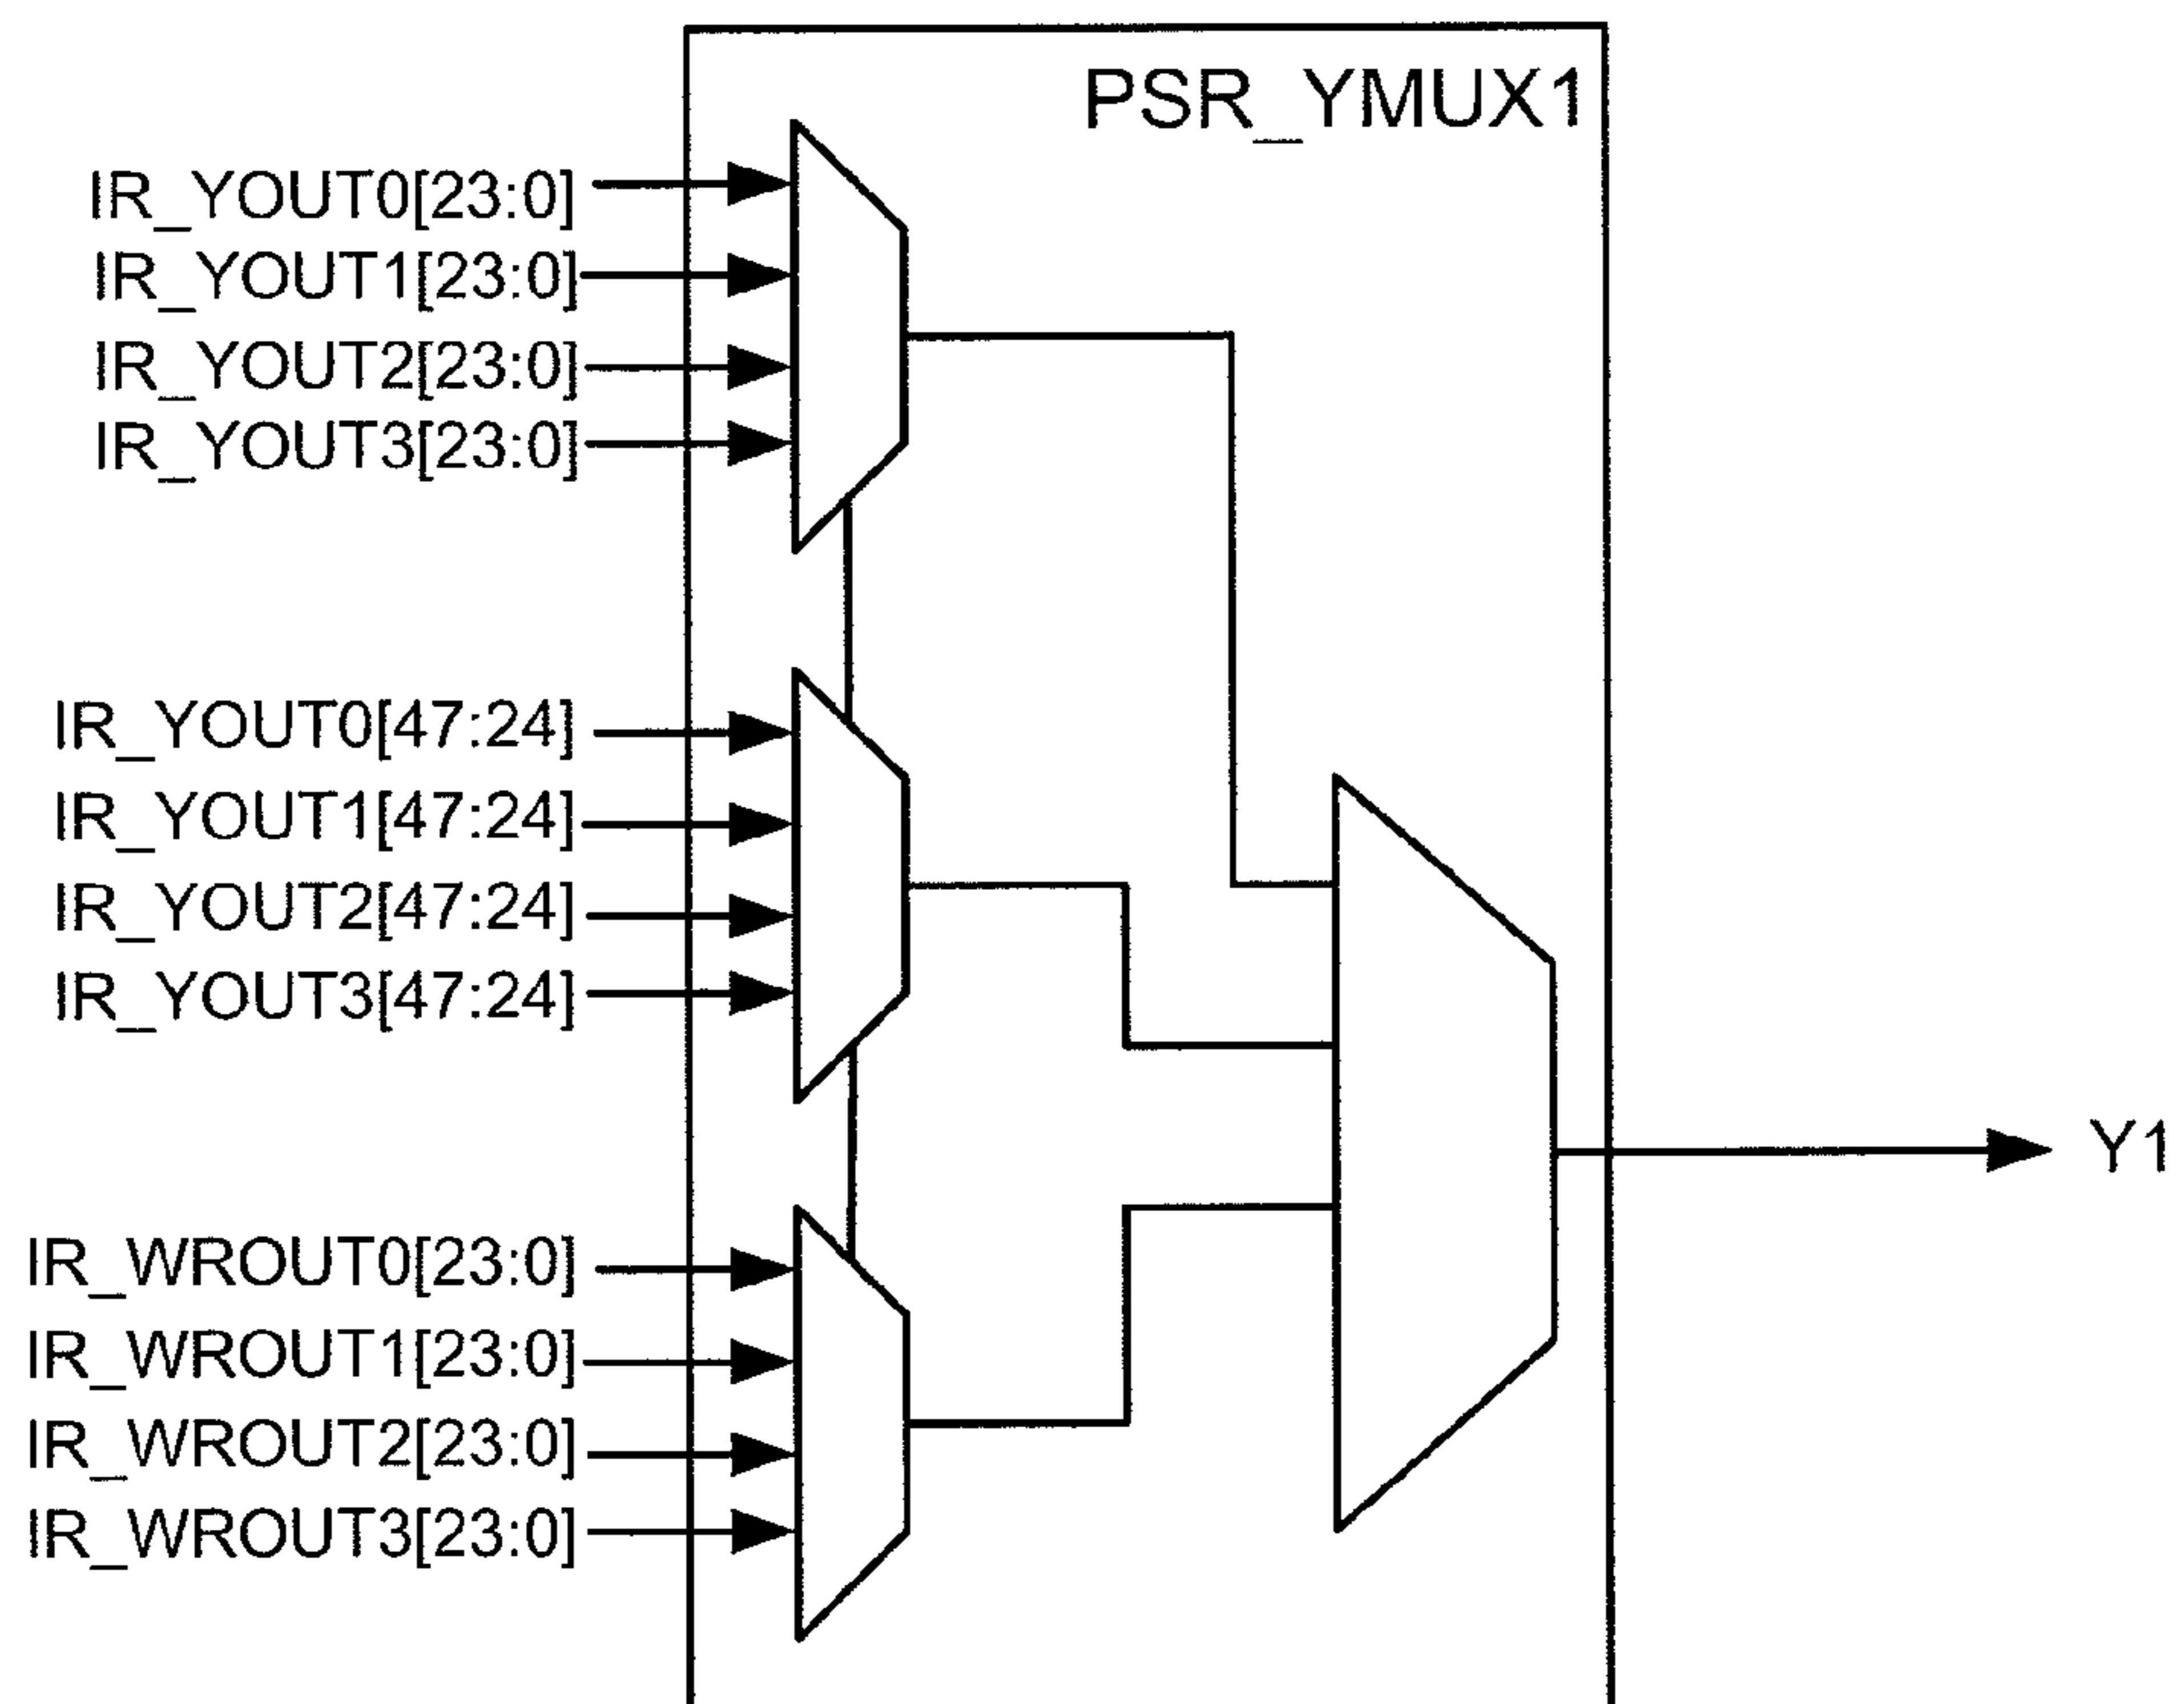 PSR_YMUX1
IR_YOUT0[23:0]
IR_YOUT1[23:0]
IR_YOUT2[23:0]
IR_YOUT3[23:0]
IR_YOUT0[47:24]
IR_YOUT1[47:24]
IR_YOUT2[47:24]
IR_YOUT3[47:24]
Y1
IR_WROUT0[23:0]
IR_WROUT1[23:0]
IR_WROUT2[23:0]
IR_WROUT3[23:0]